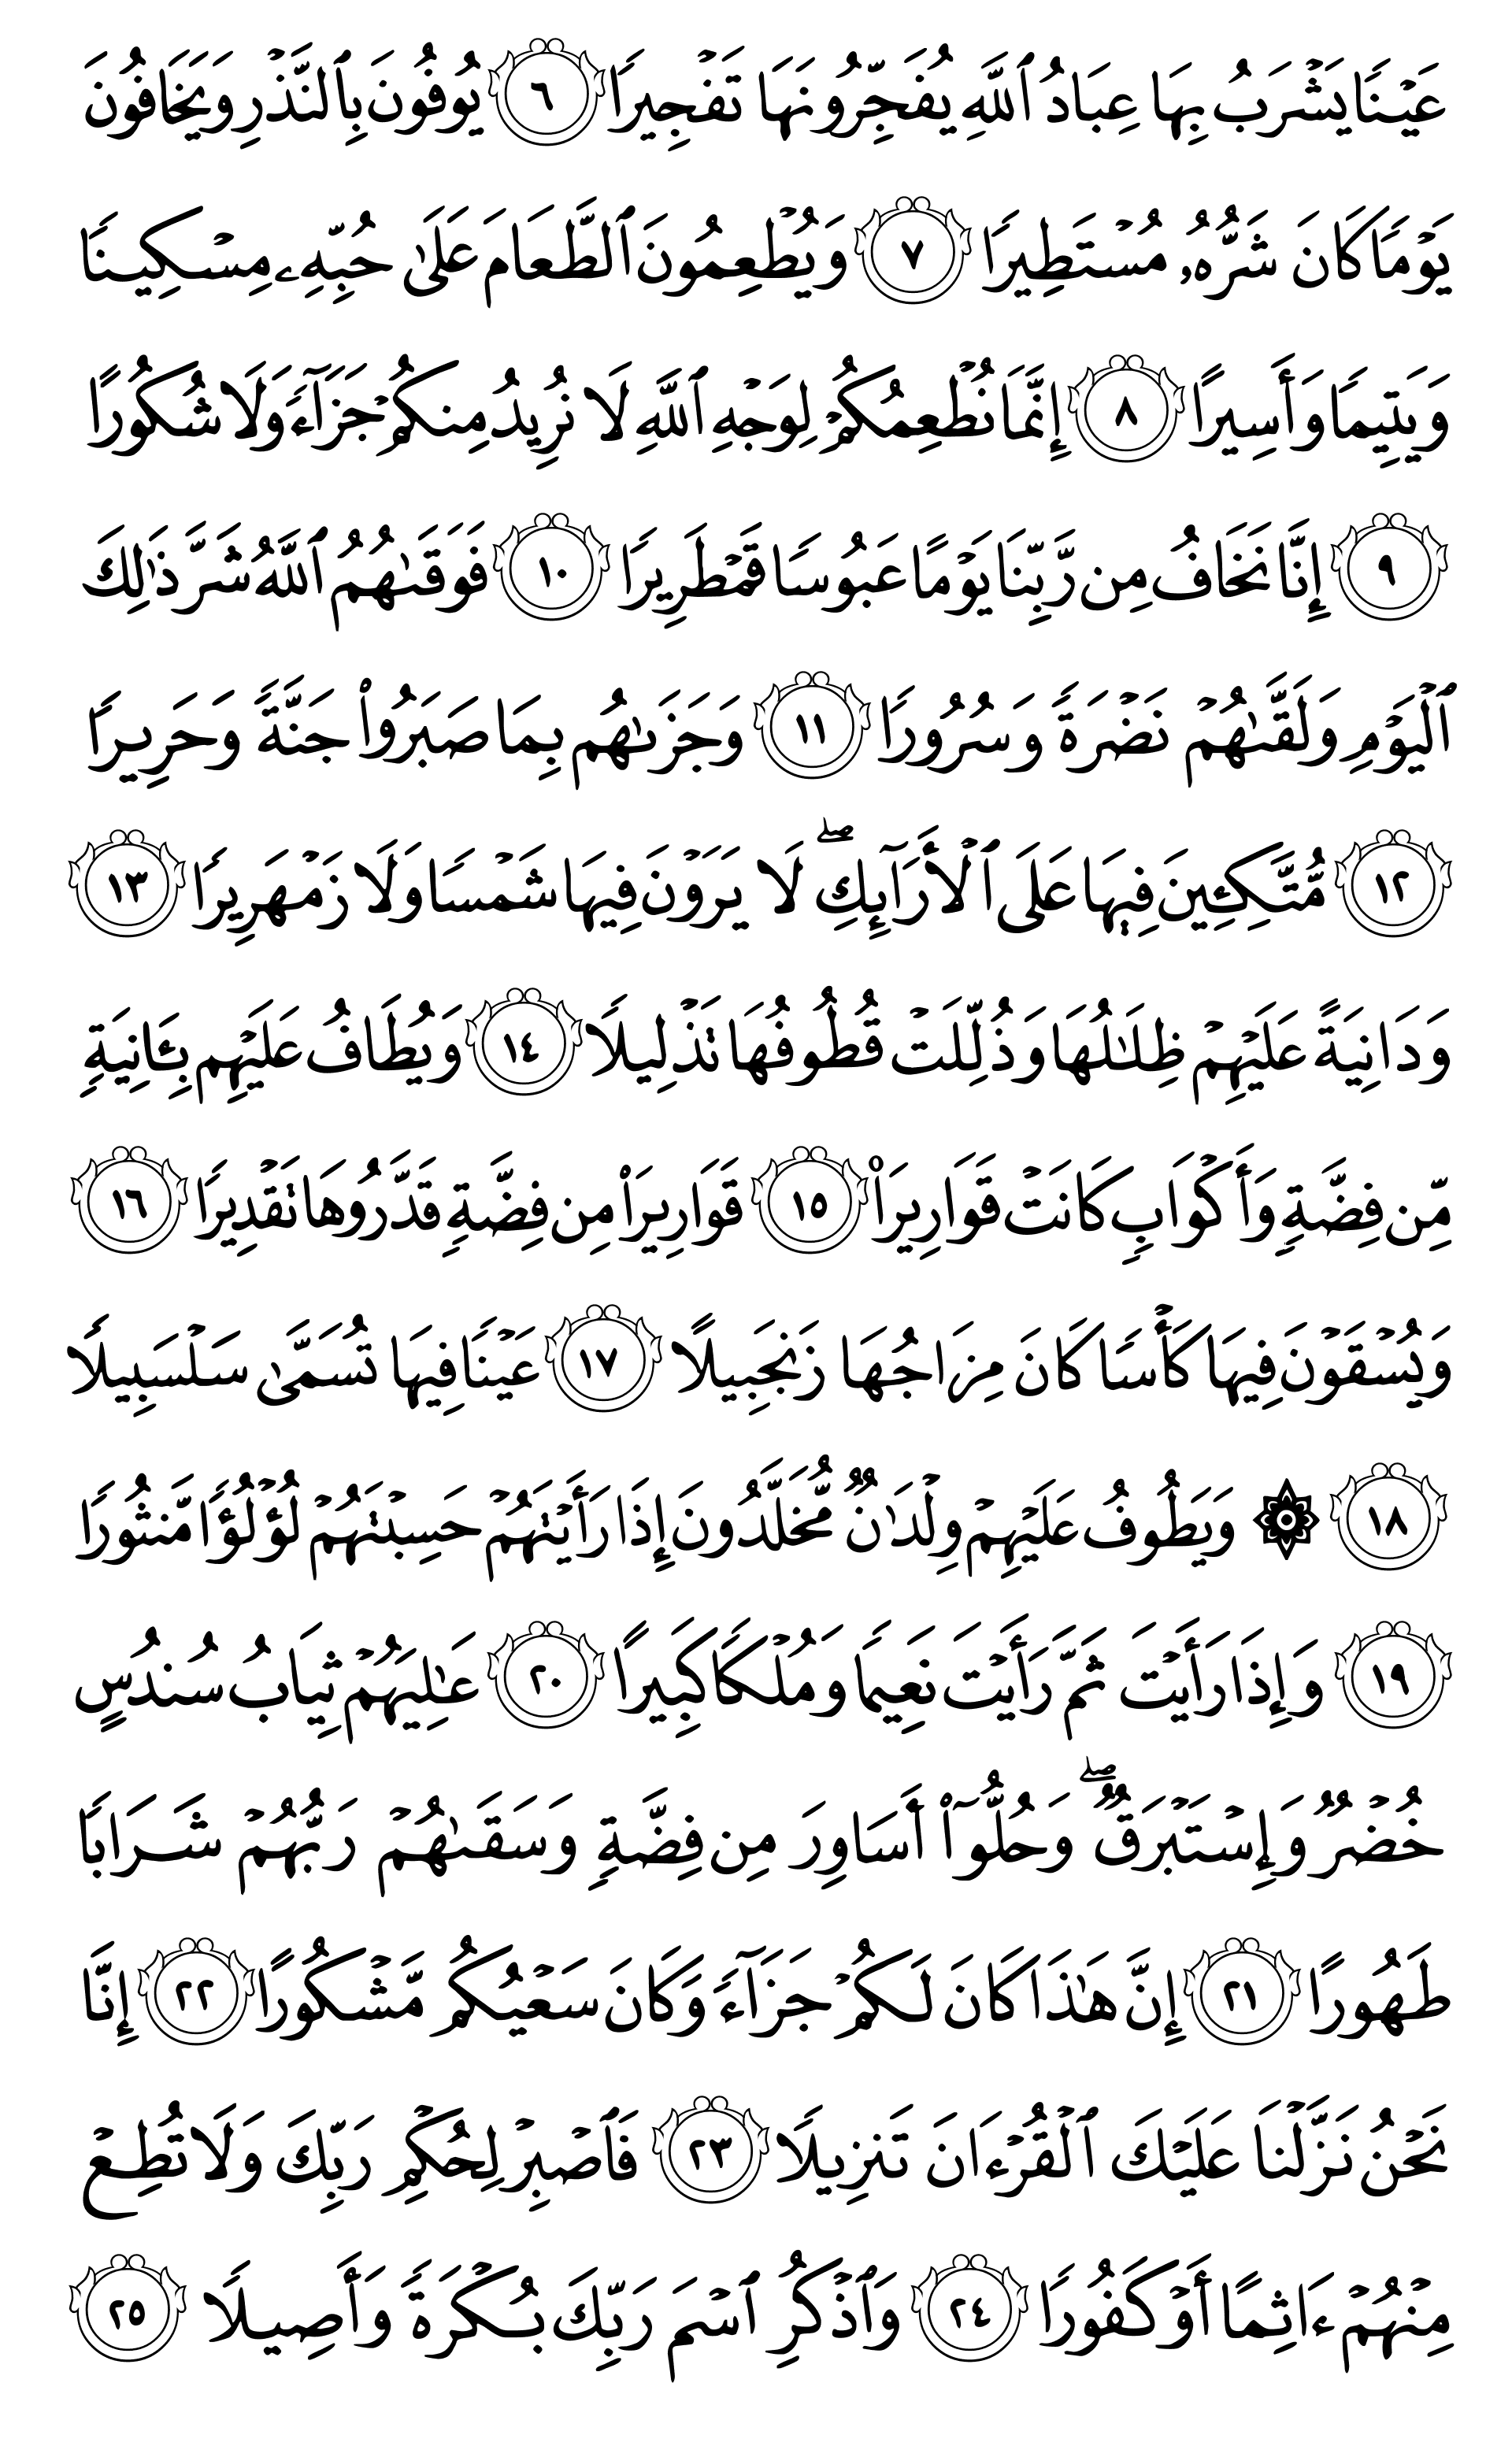 عَيۡنٗا يَشۡرَبُ بِهَا عِبَادُ ٱللَّهِ يُفَجِّرُونَهَا تَفۡجِيرٗا ٦ يُوفُونَ بِٱلنَّذۡرِ وَيَخَافُونَ
يَوۡمٗا كَانَ شَرُّهُۥ مُسۡتَطِيرٗا ٧ وَيُطۡعِمُونَ ٱلطَّعَامَ عَلَىٰ حُبِّهِۦ مِسۡكِينٗا
وَيَتِيمٗا وَأَسِيرًا ٨ إِنَّمَا نُطۡعِمُكُمۡ لِوَجۡهِ ٱللَّهِ لَا نُرِيدُ مِنكُمۡ جَزَآءٗ وَلَا شُكُورًا
٩ إِنَّا نَخَافُ مِن رَّبِّنَا يَوۡمًا عَبُوسٗا قَمۡطَرِيرٗا ١٠ فَوَقَىٰهُمُ ٱللَّهُ شَرَّ ذَٰلِكَ
ٱلۡيَوۡمِ وَلَقَّىٰهُمۡ نَضۡرَةٗ وَسُرُورٗا ١١ وَجَزَىٰهُم بِمَا صَبَرُواْ جَنَّةٗ وَحَرِيرٗا
١٢ مُّتَّكِـِٔينَ فِيهَا عَلَى ٱلۡأَرَآئِكِۖ لَا يَرَوۡنَ فِيهَا شَمۡسٗا وَلَا زَمۡهَرِيرٗا ١٣
وَدَانِيَةً عَلَيۡهِمۡ ظِلَٰلُهَا وَذُلِّلَتۡ قُطُوفُهَا تَذۡلِيلٗا ١٤ وَيُطَافُ عَلَيۡهِم بِـَٔانِيَةٖ
مِّن فِضَّةٖ وَأَكۡوَابٖ كَانَتۡ قَوَارِيرَا۠ ١٥ قَوَارِيرَاْ مِن فِضَّةٖ قَدَّرُوهَا تَقۡدِيرٗا ١٦
وَيُسۡقَوۡنَ فِيهَا كَأۡسٗا كَانَ مِزَاجُهَا زَنجَبِيلًا ١٧ عَيۡنٗا فِيهَا تُسَمَّىٰ سَلۡسَبِيلٗا
١٨ ۞ وَيَطُوفُ عَلَيۡهِمۡ وِلۡدَٰنٞ مُّخَلَّدُونَ إِذَا رَأَيۡتَهُمۡ حَسِبۡتَهُمۡ لُؤۡلُؤٗا مَّنثُورٗا
١٩ وَإِذَا رَأَيۡتَ ثَمَّ رَأَيۡتَ نَعِيمٗا وَمُلۡكٗا كَبِيرًا ٢٠ عَٰلِيَهُمۡ ثِيَابُ سُندُسٍ
خُضۡرٞ وَإِسۡتَبۡرَقٞۖ وَحُلُّوٓاْ أَسَاوِرَ مِن فِضَّةٖ وَسَقَىٰهُمۡ رَبُّهُمۡ شَرَابٗا
طَهُورًا ٢١ إِنَّ هَٰذَا كَانَ لَكُمۡ جَزَآءٗ وَكَانَ سَعۡيُكُم مَّشۡكُورًا ٢٢ إِنَّا
نَحۡنُ نَزَّلۡنَا عَلَيۡكَ ٱلۡقُرۡءَانَ تَنزِيلٗا ٢٣ فَٱصۡبِرۡ لِحُكۡمِ رَبِّكَ وَلَا تُطِعۡ
مِنۡهُمۡ ءَاثِمًا أَوۡ كَفُورٗا ٢٤ وَٱذۡكُرِ ٱسۡمَ رَبِّكَ بُكۡرَةٗ وَأَصِيلٗا ٢٥